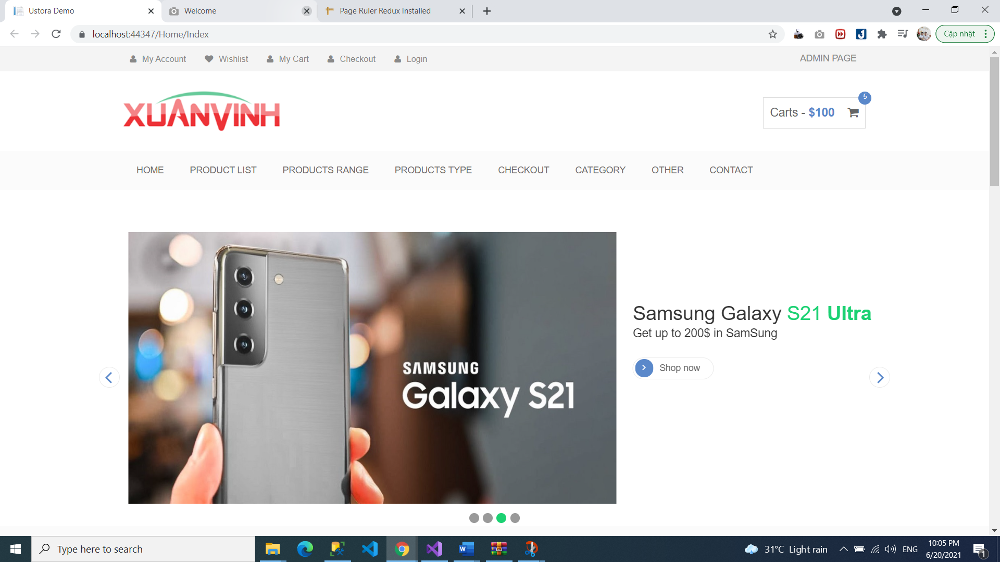 Ustora Demo
Welcome
Page Ruler Redux Installed
localhost:44347/Home/Index
Cập nhật
My Account
Wishlist
My Cart
Checkout
Login
ADMIN PAGE
XUANVINH
Carts - $100
5
HOME
PRODUCT LIST
PRODUCTS RANGE
PRODUCTS TYPE
CHECKOUT
CATEGORY
OTHER
CONTACT
SAMSUNG
Galaxy S21
Samsung Galaxy S21 Ultra
Get up to 200$ in SamSung
Shop now
Type here to search
31°C Light rain
ENG
10:05 PM
6/20/2021
1